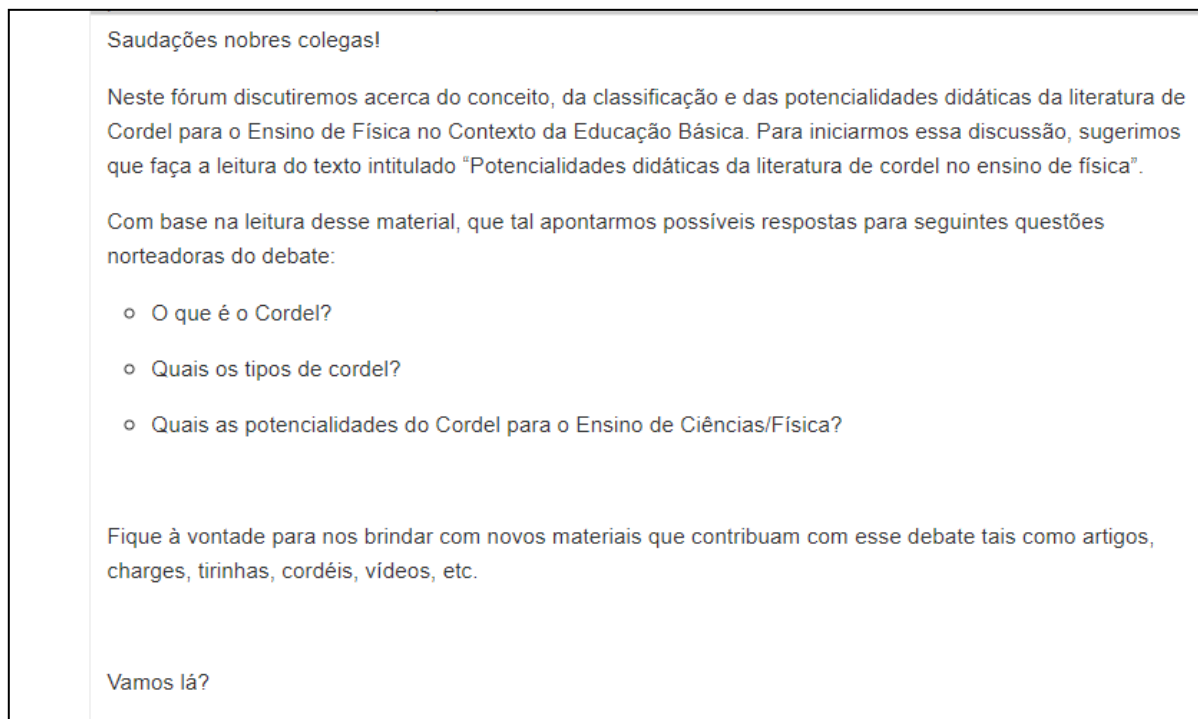 Saudações nobres colegas!
Neste fórum discutiremos acerca do conceito, da classificação e das potencialidades didáticas da literatura de
Cordel para o Ensino de Física no Contexto da Educação Básica. Para iniciarmos essa discussão, sugerimos
que faça a leitura do texto intitulado “Potencialidades didáticas da literatura de cordel no ensino de física”.
Com base na leitura desse material, que tal apontarmos possíveis respostas para seguintes questões
norteadoras do debate:
○ O que é o Cordel?
○ Quais os tipos de cordel?
○ Quais as potencialidades do Cordel para o Ensino de Ciências/Física?
Fique à vontade para nos brindar com novos materiais que contribuam com esse debate tais como artigos,
charges, tirinhas, cordéis, vídeos, etc.
Vamos lá?